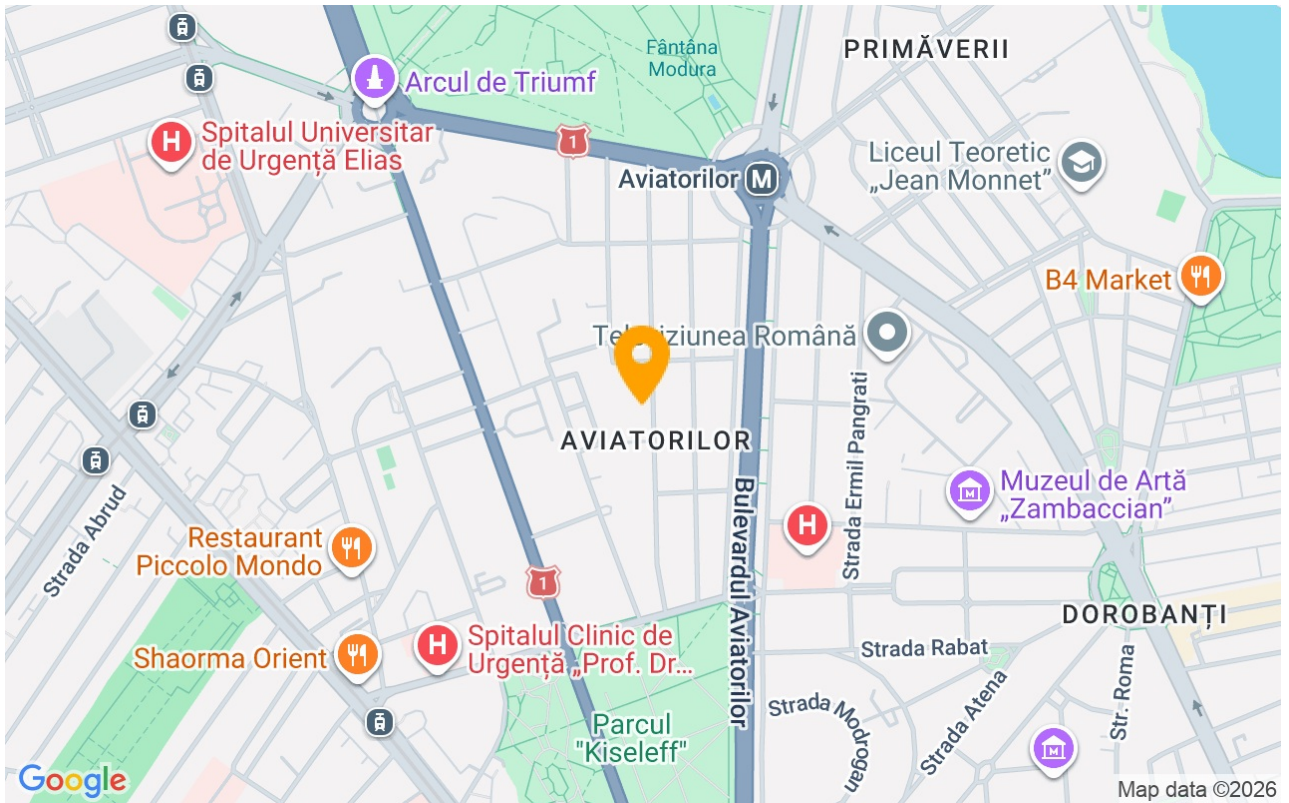 PRIMĂVERII
Fântâna
Modura
Arcul de Triumf
1
Spitalul Universitar
de Urgență Elias
H
Liceul Teoretic
„Jean Monnet”
Aviatorilor
M
B4 Market
Televiziunea Română
AVIATORILOR
Strada Ermil Pangrati
Bulevardul Aviatorilor
Muzeul de Artă
„Zambaccian”
M
H
Strada Abrud
Restaurant
Piccolo Mondo
1
DOROBANȚI
Shaorma Orient
H
Spitalul Clinic de
Urgență „Prof. Dr...
Strada Rabat
Str. Roma
Strada Atena
Strada Modrogan
Parcul
"Kiseleff"
M
Google
Map data ©2026